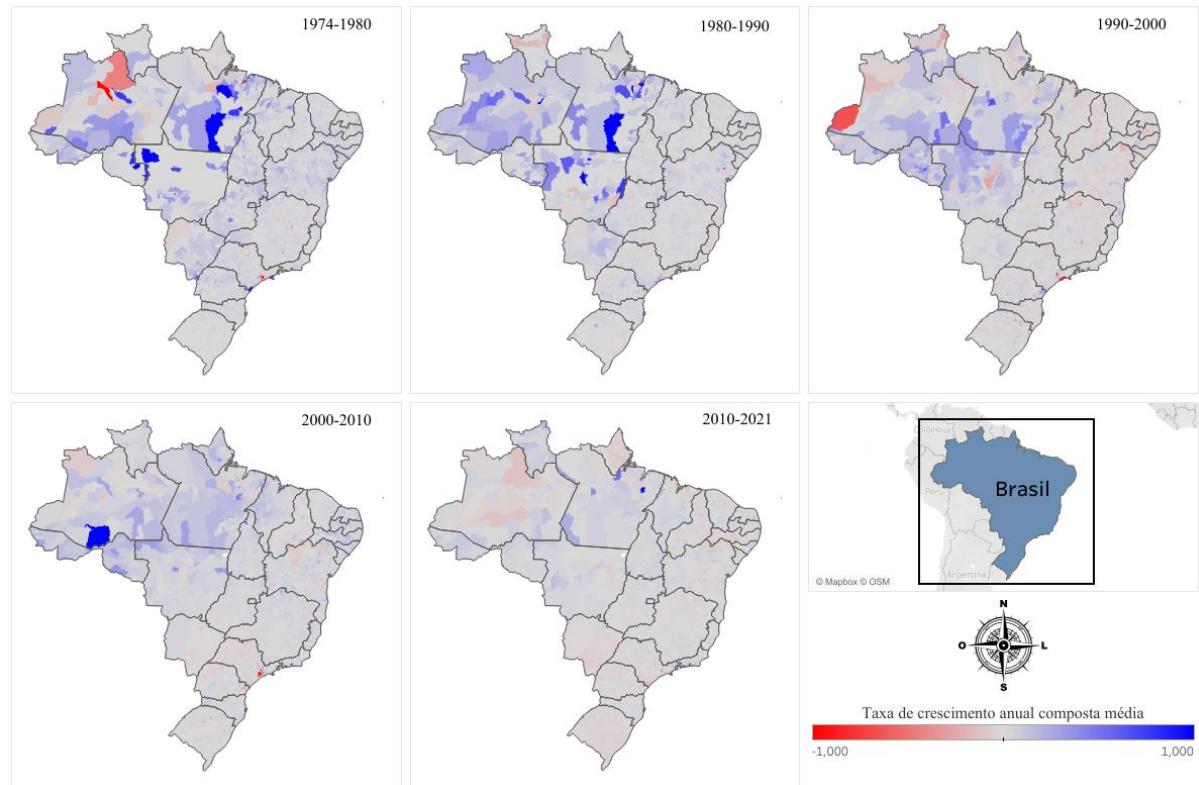 1974-1980
1980-1990
1990-2000
2000-2010
2010-2021
Colômbia
Peru
Brasil
Argentina
© Mapbox © OSM
N
O L
S
Taxa de crescimento anual composta média
-1,000 1,000